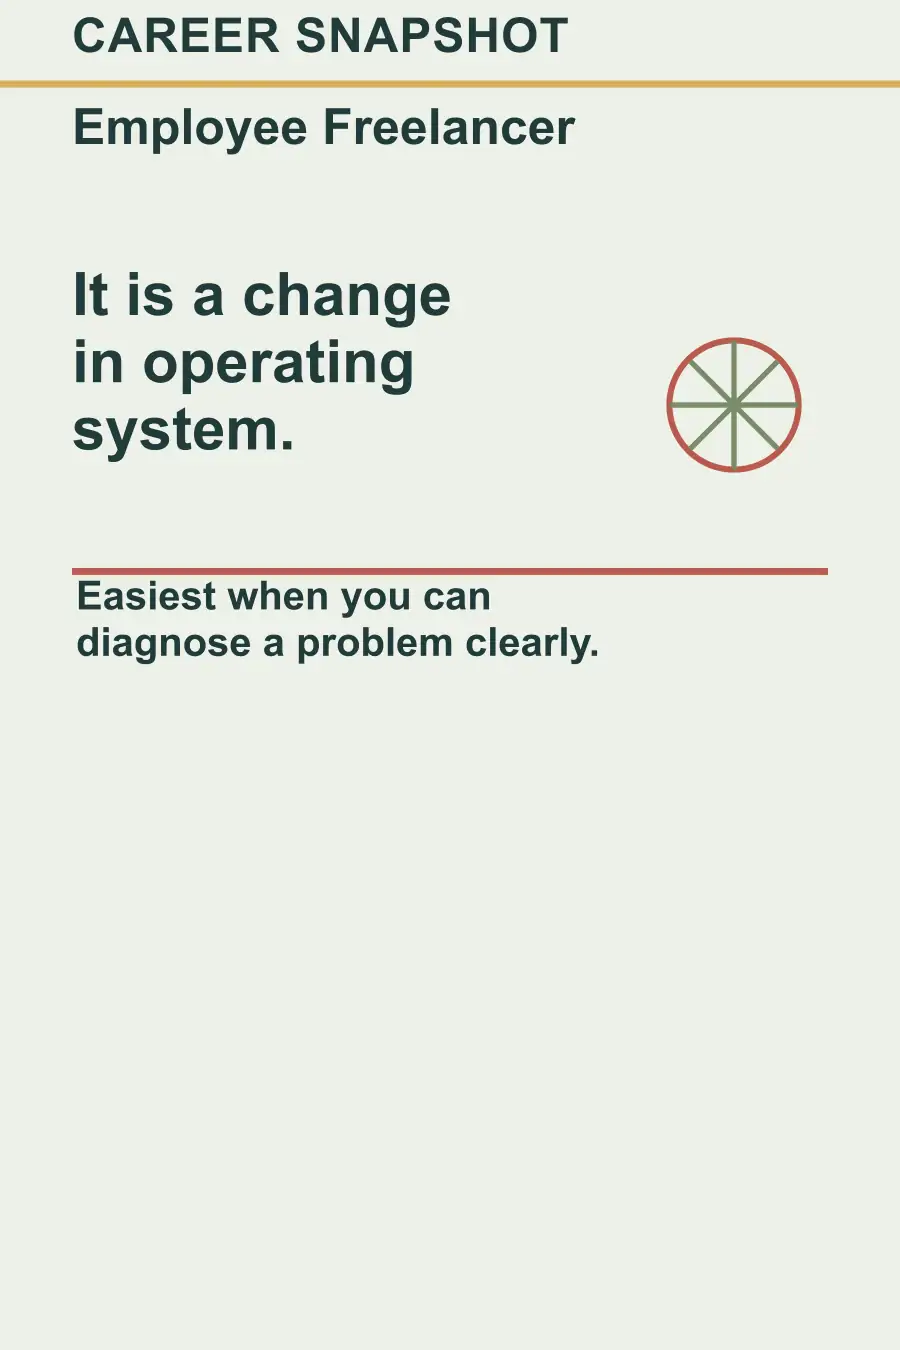 CAREER SNAPSHOT
Employee Freelancer
It is a change
in operating
system.
Easiest when you can
diagnose a problem clearly.